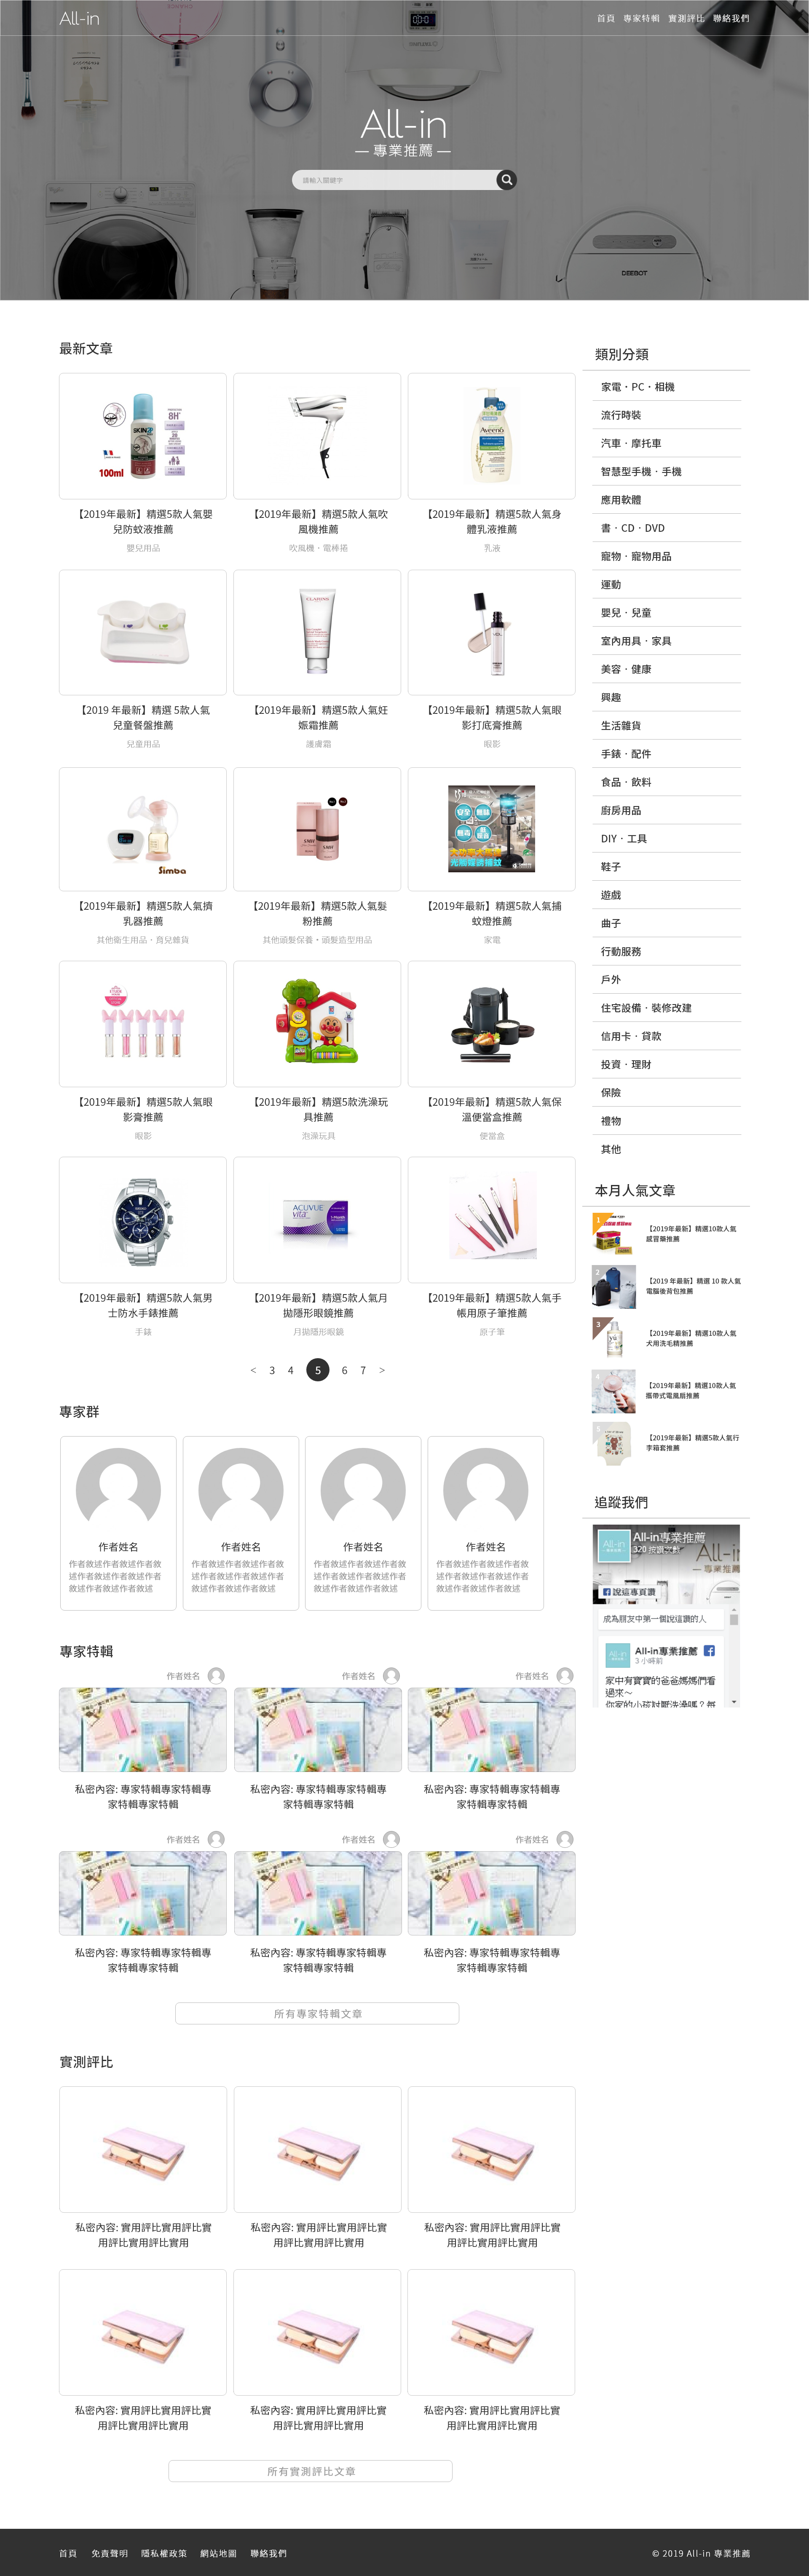 All-in
首頁 專家特輯 實測評比 聯絡我們
All-in
專業推薦
請輸入關鍵字
DEEBOT
最新文章
SKIN2P
8H
100ml
Aveeno
【2019年最新】精選5款人氣嬰
兒防蚊液推薦
嬰兒用品
【2019年最新】精選5款人氣吹
風機推薦
吹風機・電棒捲
【2019年最新】精選5款人氣身
體乳液推薦
乳液
CLARINS
【2019 年最新】精選 5款人氣
兒童餐盤推薦
兒童用品
【2019年最新】精選5款人氣妊
娠霜推薦
護膚霜
【2019年最新】精選5款人氣眼
影打底膏推薦
眼影
Simba
【2019年最新】精選5款人氣擠
乳器推薦
其他衛生用品・育兒雜貨
【2019年最新】精選5款人氣髮
粉推薦
其他頭髮保養・頭髮造型用品
【2019年最新】精選5款人氣捕
蚊燈推薦
家電
【2019年最新】精選5款人氣眼
影膏推薦
眼影
【2019年最新】精選5款洗澡玩
具推薦
泡澡玩具
【2019年最新】精選5款人氣保
溫便當盒推薦
便當盒
ACUVUE
vita
【2019年最新】精選5款人氣男
士防水手錶推薦
手錶
【2019年最新】精選5款人氣月
拋隱形眼鏡推薦
月拋隱形眼鏡
【2019年最新】精選5款人氣手
帳用原子筆推薦
原子筆
< 3 4 5 6 7 >
專家群
作者姓名
作者敘述作者敘述作者敘
述作者敘述作者敘述作者
敘述作者敘述作者敘述
作者姓名
作者敘述作者敘述作者敘
述作者敘述作者敘述作者
敘述作者敘述作者敘述
作者姓名
作者敘述作者敘述作者敘
述作者敘述作者敘述作者
敘述作者敘述作者敘述
作者姓名
作者敘述作者敘述作者敘
述作者敘述作者敘述作者
敘述作者敘述作者敘述
專家特輯
作者姓名
私密內容: 專家特輯專家特輯專
家特輯專家特輯
作者姓名
私密內容: 專家特輯專家特輯專
家特輯專家特輯
作者姓名
私密內容: 專家特輯專家特輯專
家特輯專家特輯
作者姓名
私密內容: 專家特輯專家特輯專
家特輯專家特輯
作者姓名
私密內容: 專家特輯專家特輯專
家特輯專家特輯
作者姓名
私密內容: 專家特輯專家特輯專
家特輯專家特輯
所有專家特輯文章
實測評比
私密內容: 實用評比實用評比實
用評比實用評比實用
私密內容: 實用評比實用評比實
用評比實用評比實用
私密內容: 實用評比實用評比實
用評比實用評比實用
私密內容: 實用評比實用評比實
用評比實用評比實用
私密內容: 實用評比實用評比實
用評比實用評比實用
私密內容: 實用評比實用評比實
用評比實用評比實用
所有實測評比文章
類別分類
家電・PC・相機
流行時裝
汽車・摩托車
智慧型手機・手機
應用軟體
書・CD・DVD
寵物・寵物用品
運動
嬰兒・兒童
室內用具・家具
美容・健康
興趣
生活雜貨
手錶・配件
食品・飲料
廚房用品
DIY・工具
鞋子
遊戲
曲子
行動服務
戶外
住宅設備・裝修改建
信用卡・貸款
投資・理財
保險
禮物
其他
本月人氣文章
1
【2019年最新】精選10款人氣
感冒藥推薦
2
【2019 年最新】精選 10 款人氣
電腦後背包推薦
3
【2019年最新】精選10款人氣
犬用洗毛精推薦
4
【2019年最新】精選10款人氣
攜帶式電風扇推薦
5
【2019年最新】精選5款人氣行
李箱套推薦
追蹤我們
All-in
All-in專業推薦
320 按讚次數
說這專頁讚
成為朋友中第一個說這讚的人
All-in專業推薦
3 小時前
家中有寶寶的爸爸媽媽們看
過來~
你家的小孩討厭洗澡嗎？每
首頁 免責聲明 隱私權政策 網站地圖 聯絡我們
© 2019 All-in 專業推薦